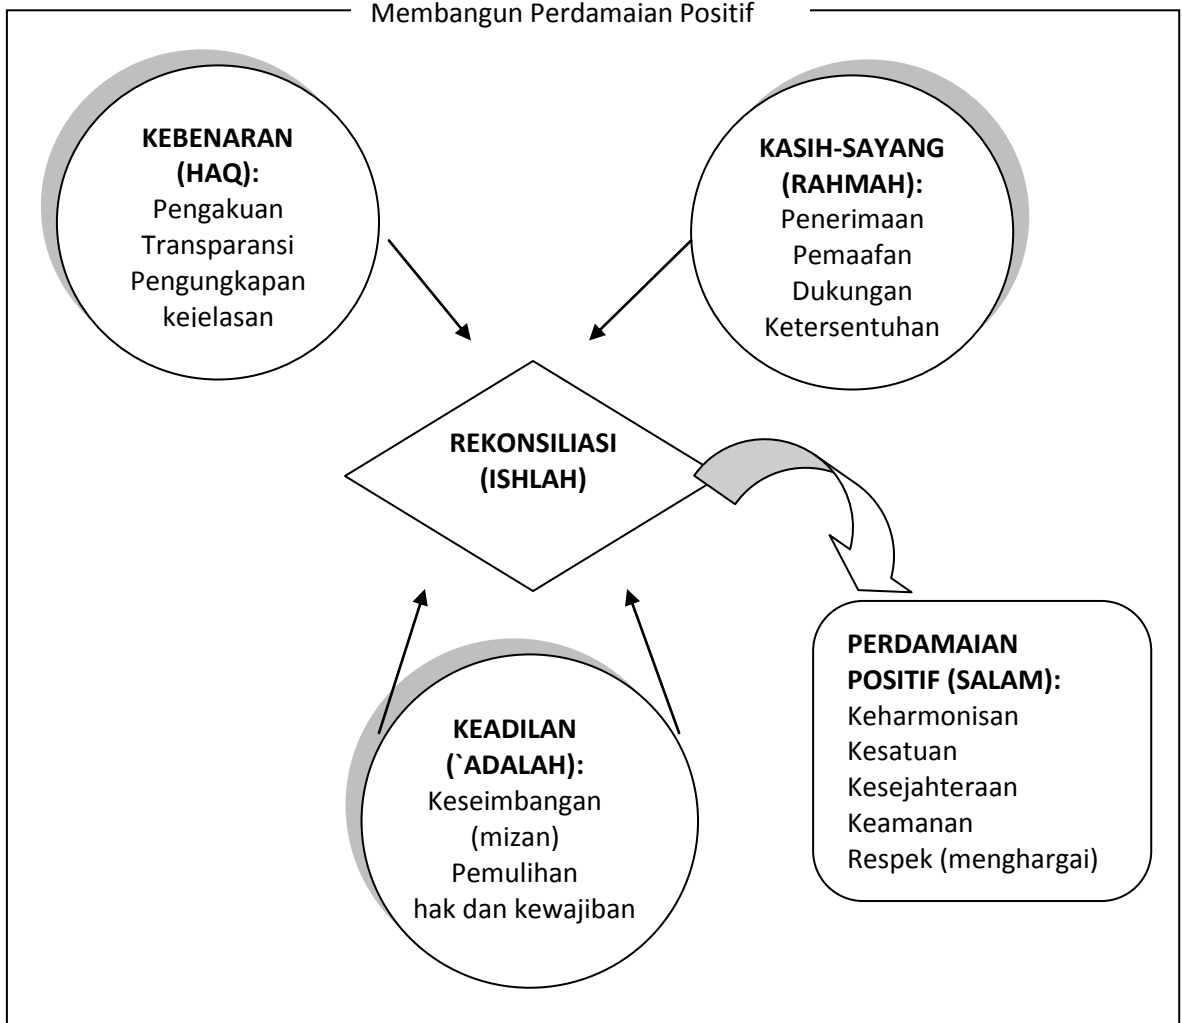 Membangun Perdamaian Positif
KEBENARAN
(HAQ):
Pengakuan
Transparansi
Pengungkapan
kejelasan
KASIH-SAYANG
(RAHMAH):
Penerimaan
Pemaafan
Dukungan
Ketersentuhan
REKONSILIASI
(ISHLAH)
KEADILAN
(`ADALAH):
Keseimbangan
(mizan)
Pemulihan
hak dan kewajiban
PERDAMAIAN
POSITIF (SALAM):
Keharmonisan
Kesatuan
Kesejahteraan
Keamanan
Respek (menghargai)